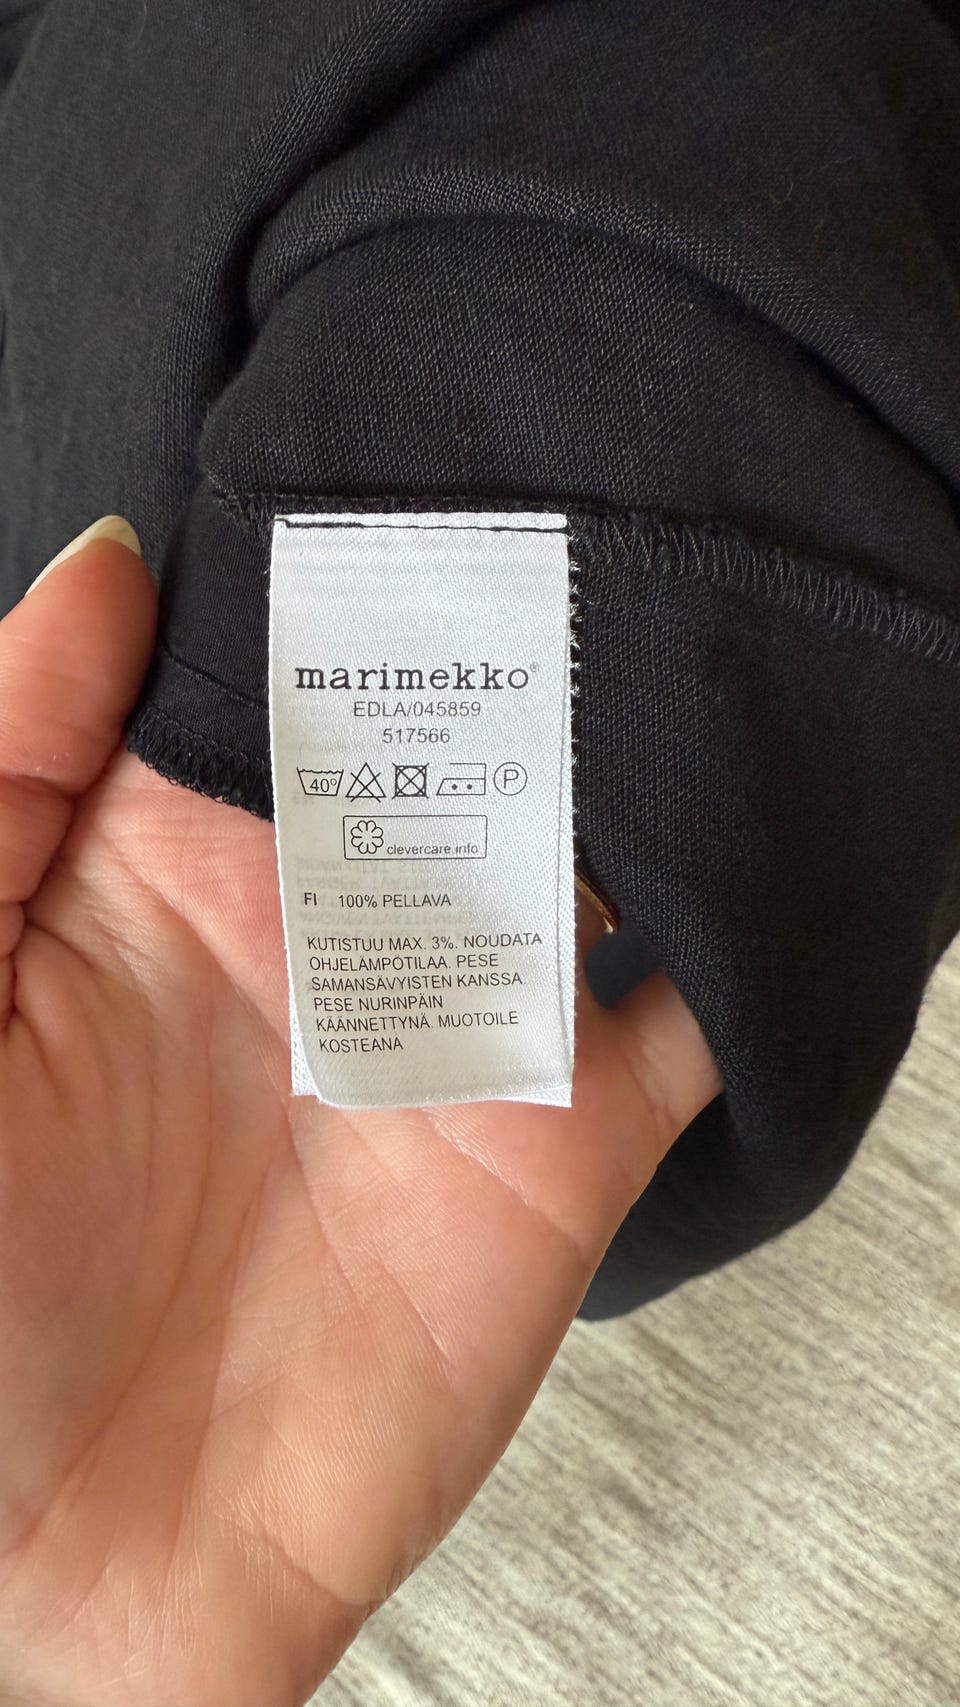 marimekko®
EDLA/045859
517566
40° P
clevercare.info
FI 100% PELLAVA
KUTISTUU MAX. 3%. NOUDATA
OHJELÄMPÖTILAA. PESE
SAMANSÄVYISTEN KANSSA.
PESE NURINPÄIN
KÄÄNNETTYNÄ. MUOTOILE
KOSTEANA